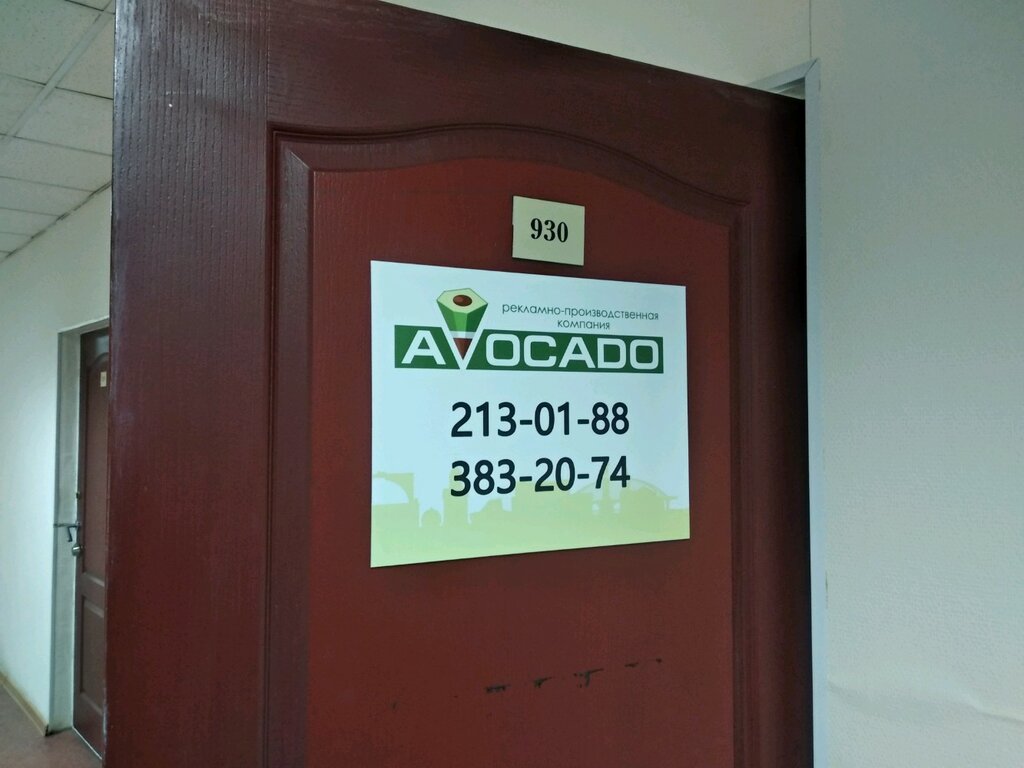 930
рекламно-производственная
компания
AVOCADO
213-01-88
383-20-74